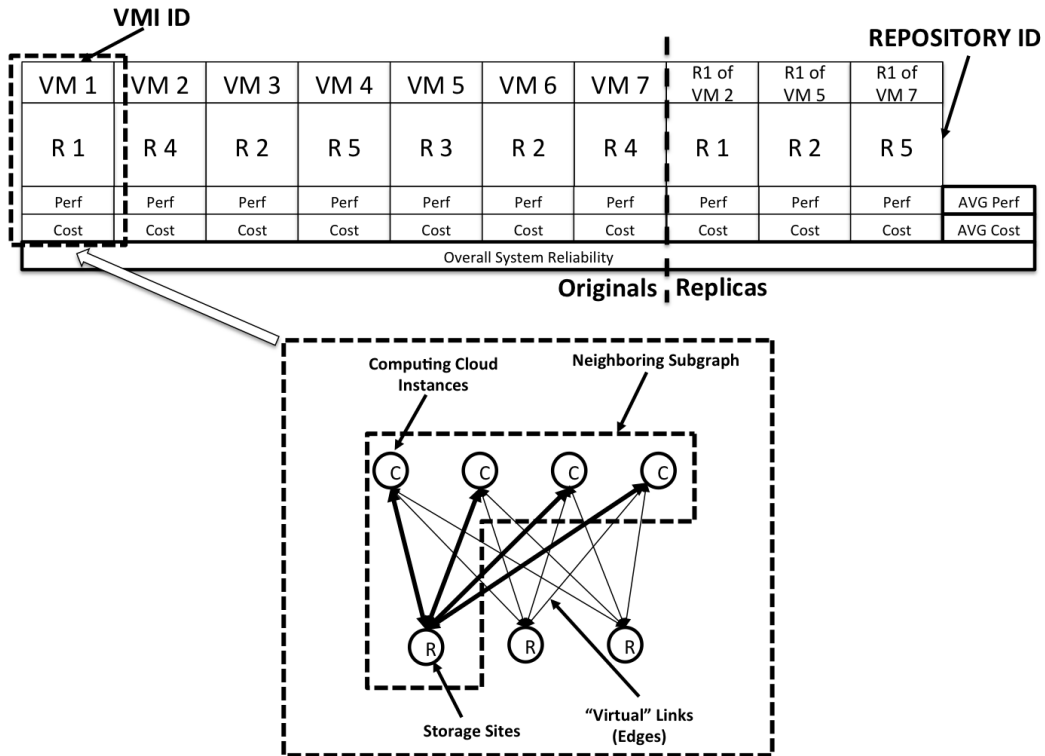 VMI ID
REPOSITORY ID
VM 1 VM 2 VM 3 VM 4 VM 5 VM 6 VM 7 R1 of VM 2 R1 of VM 5 R1 of VM 7
R 1 R 4 R 2 R 5 R 3 R 2 R 4 R 1 R 2 R 5
Perf Perf Perf Perf Perf Perf Perf Perf Perf Perf AVG Perf
Cost Cost Cost Cost Cost Cost Cost Cost Cost Cost AVG Cost
Overall System Reliability
Originals Replicas
Computing Cloud
Instances
Neighboring Subgraph
C C C C
R R R
Storage Sites
“Virtual” Links
(Edges)